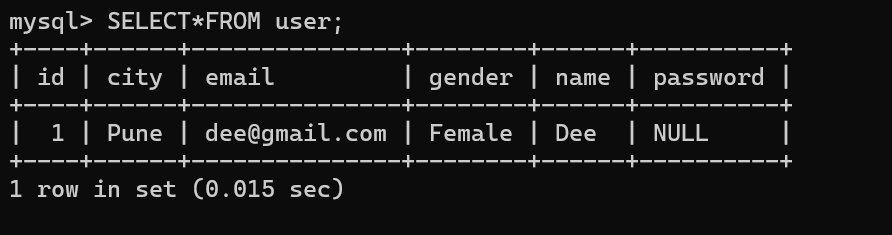 mysql> SELECT*FROM user;
+----+------+---------------+--------+------+----------+
| id | city | email         | gender | name | password |
+----+------+---------------+--------+------+----------+
|  1 | Pune | dee@gmail.com | Female | Dee  | NULL     |
+----+------+---------------+--------+------+----------+
1 row in set (0.015 sec)